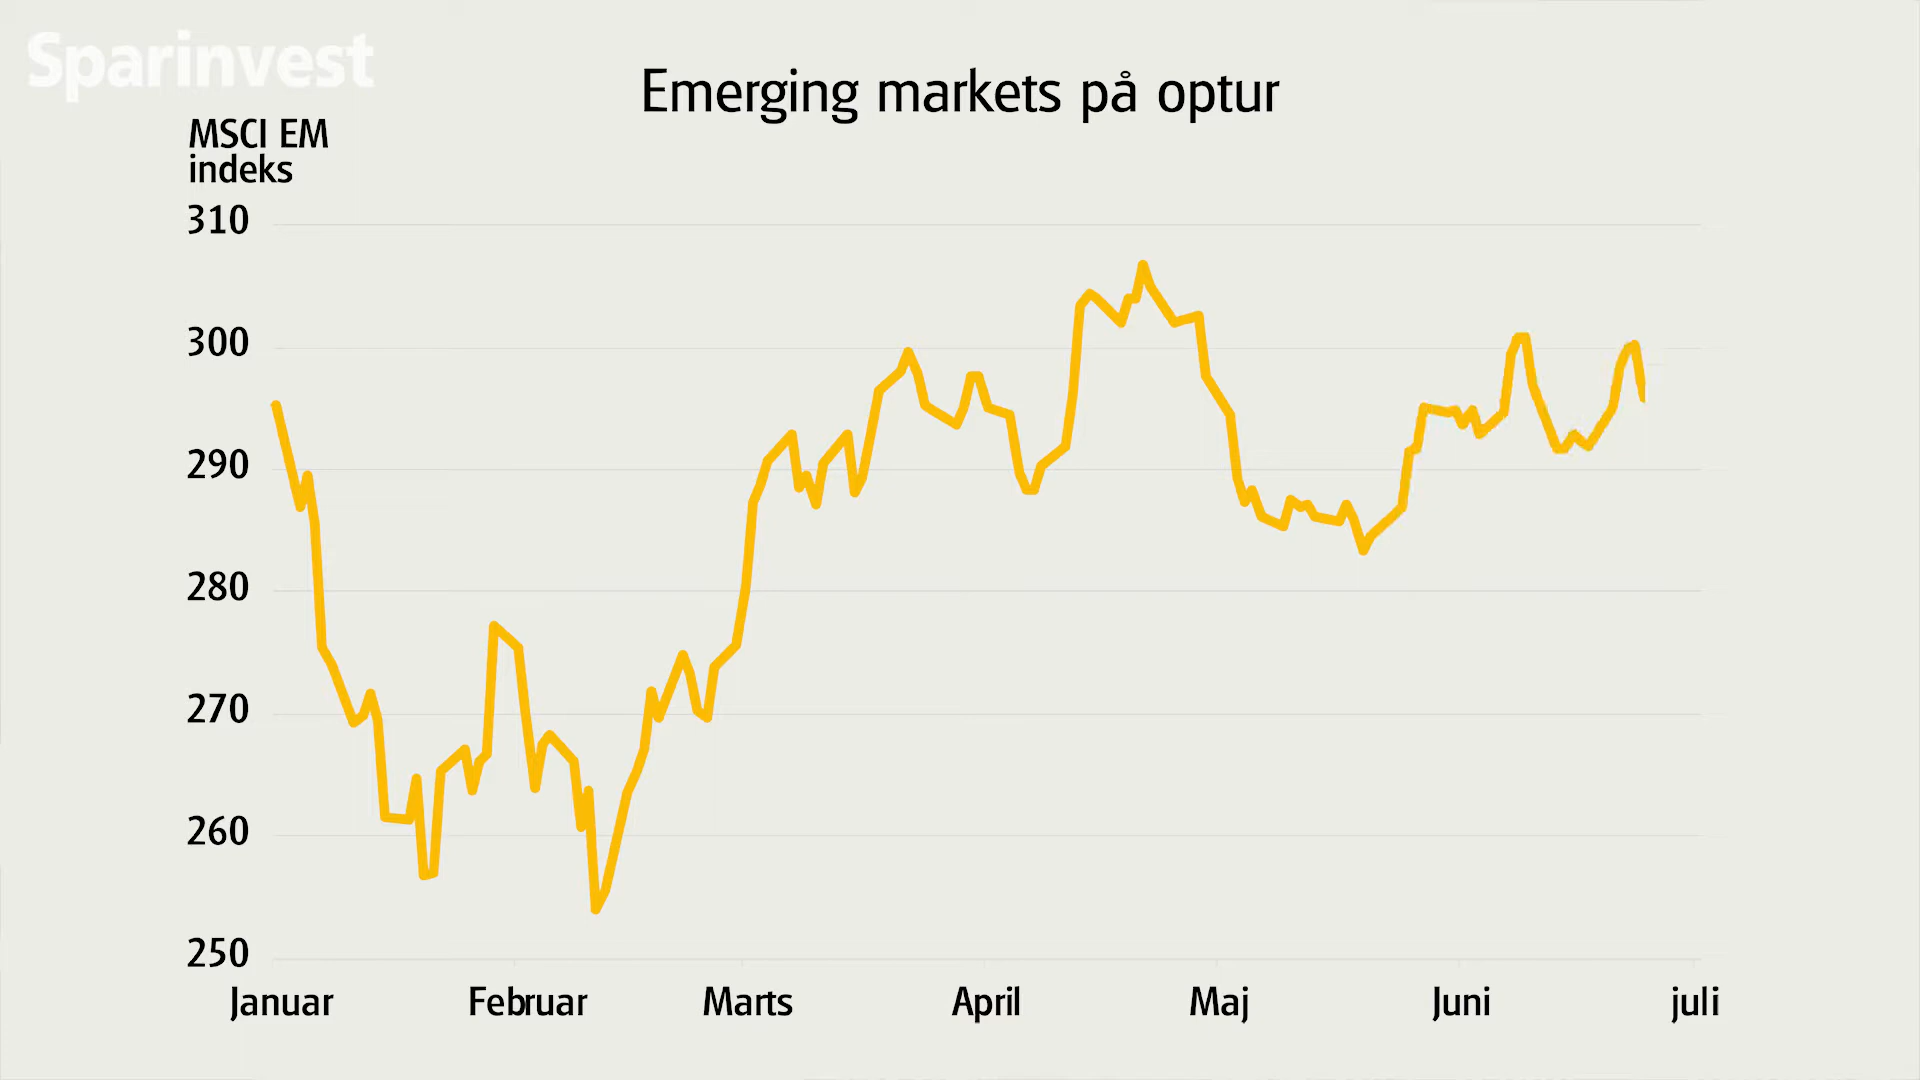 Sparinvest
Emerging markets på optur
MSCI EM
indeks
310
300
290
280
270
260
250
Januar Februar Marts April Maj Juni juli